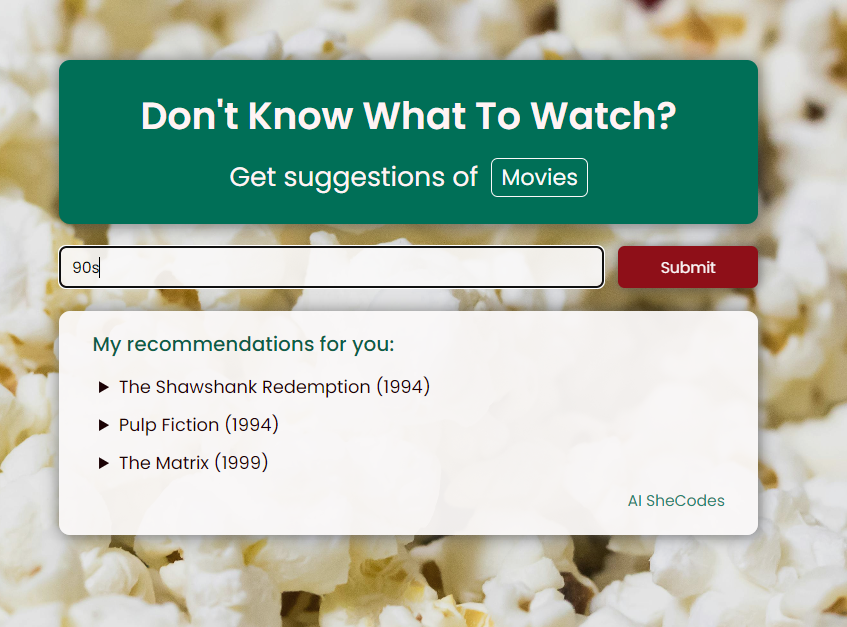 Don't Know What To Watch?
Get suggestions of Movies
90s
Submit
My recommendations for you:
The Shawshank Redemption (1994)
Pulp Fiction (1994)
The Matrix (1999)
AI SheCodes